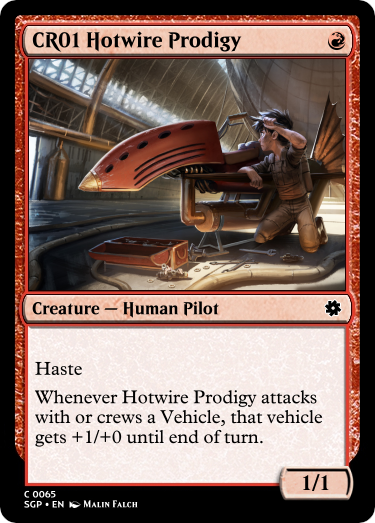 CR01 Hotwire Prodigy
Creature — Human Pilot
Haste
Whenever Hotwire Prodigy attacks
with or crews a Vehicle, that vehicle
gets +1/+0 until end of turn.
1/1
C 0065
SGP • EN Malin Falch